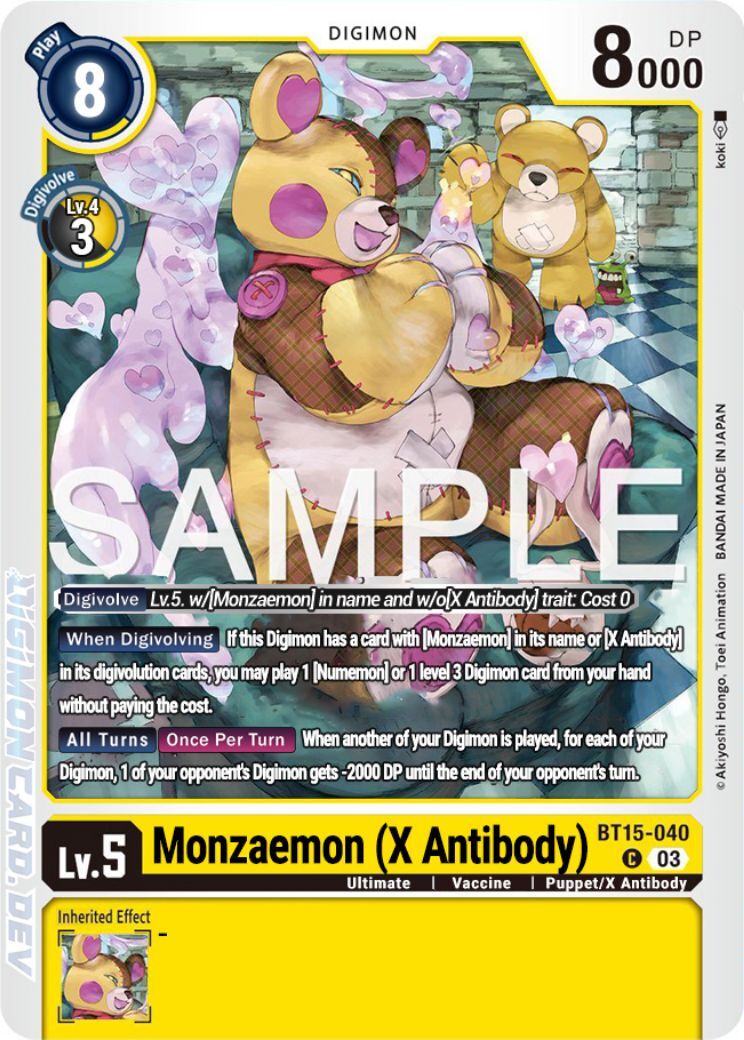 DIGIMON
Play
8
DP
8000
Digivolve
Lv.4
3
koki
SAMPLE
Digivolve Lv.5. w/[Monzaemon] in name and w/o[X Antibody] trait: Cost 0
When Digivolving If this Digimon has a card with [Monzaemon] in its name or [X Antibody]
in its digivolution cards, you may play 1 [Numemon] or 1 level 3 Digimon card from your hand
without paying the cost.
All Turns Once Per Turn When another of your Digimon is played, for each of your
Digimon, 1 of your opponent's Digimon gets -2000 DP until the end of your opponent's turn.
© Akiyoshi Hongo, Toei Animation BANDAI MADE IN JAPAN
DIGIMONCARD.DEV
Lv.5
Monzaemon (X Antibody)
BT15-040
C 03
Ultimate | Vaccine | Puppet/X Antibody
Inherited Effect
-